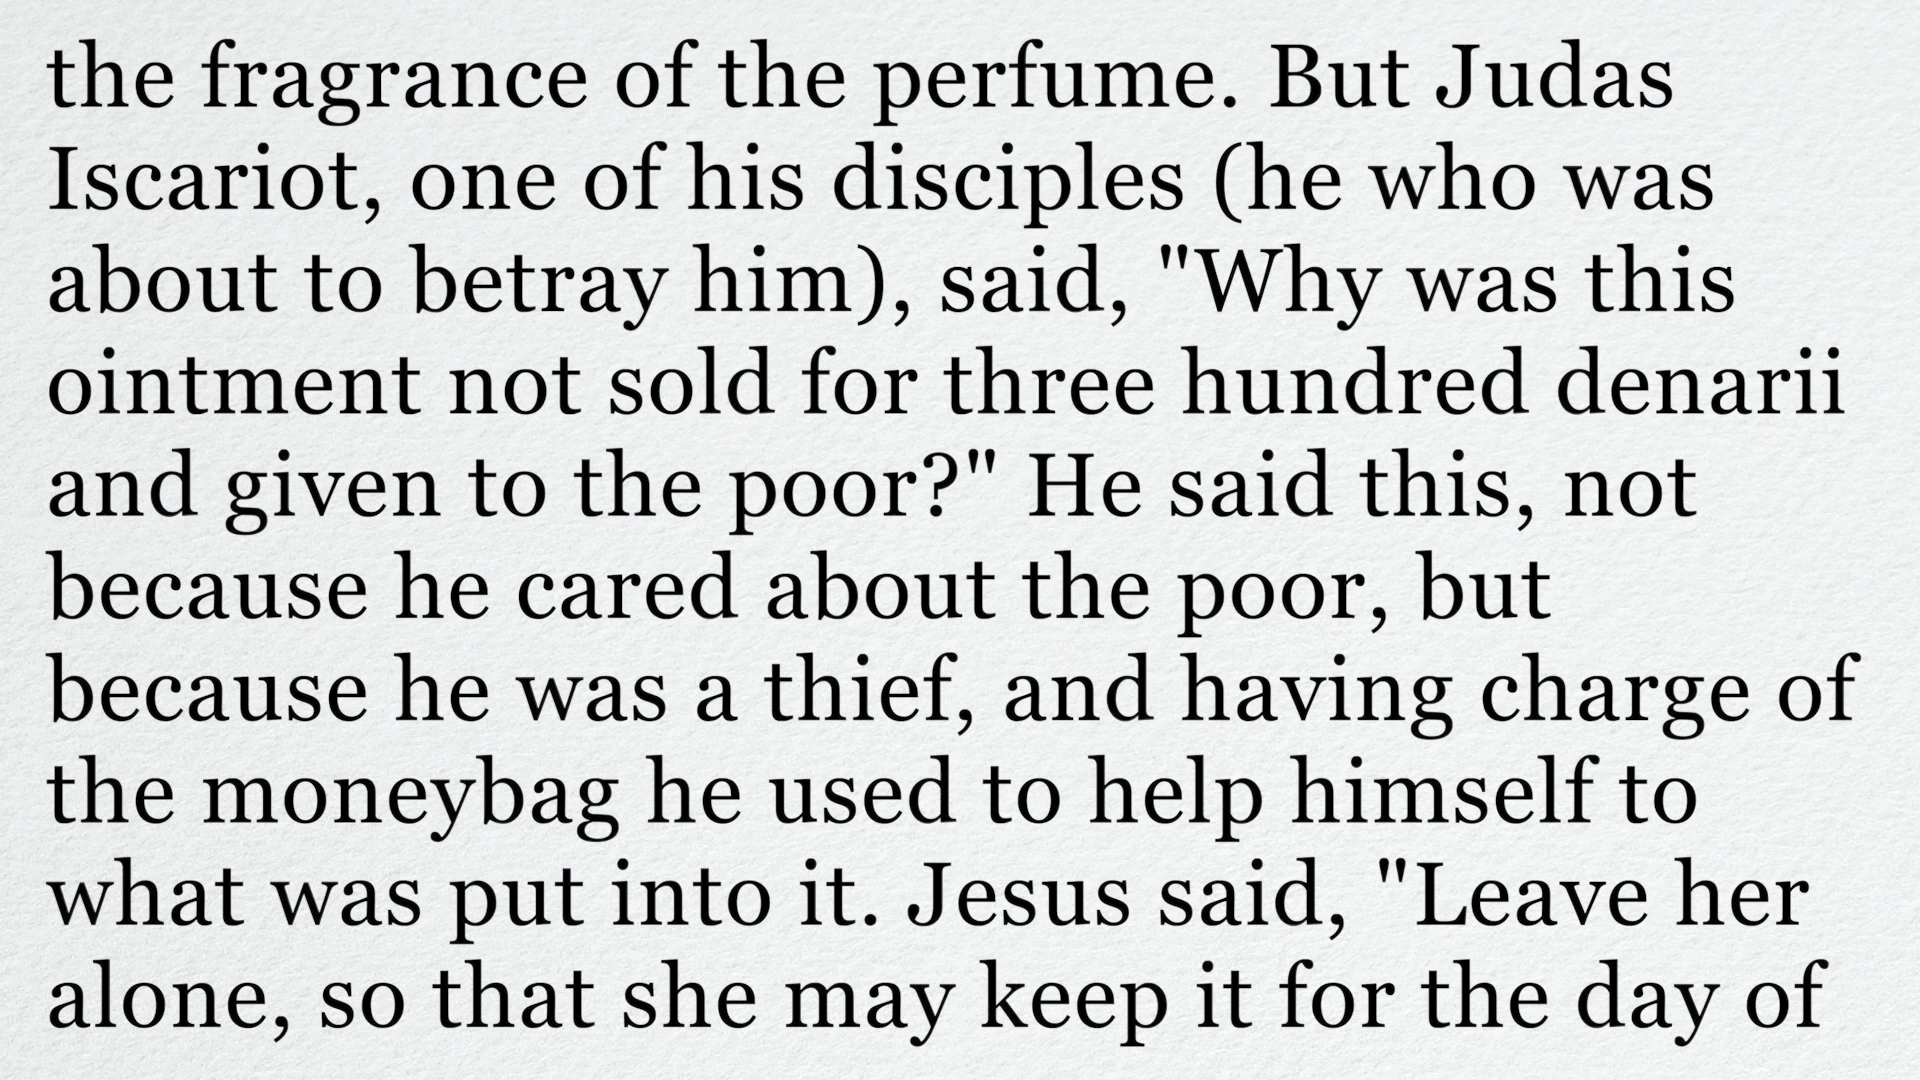 the fragrance of the perfume. But Judas
Iscariot, one of his disciples (he who was
about to betray him), said, "Why was this
ointment not sold for three hundred denarii
and given to the poor?" He said this, not
because he cared about the poor, but
because he was a thief, and having charge of
the moneybag he used to help himself to
what was put into it. Jesus said, "Leave her
alone, so that she may keep it for the day of